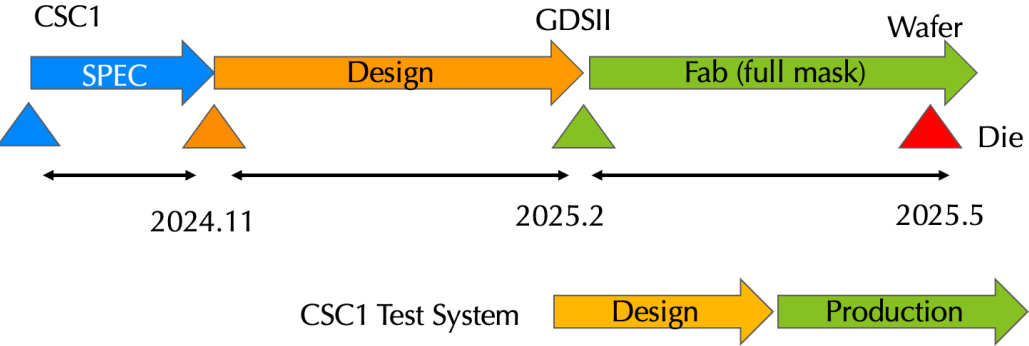 CSC1
GDSII
Wafer
SPEC
Design
Fab (full mask)
Die
2024.11
2025.2
2025.5
CSC1 Test System
Design
Production